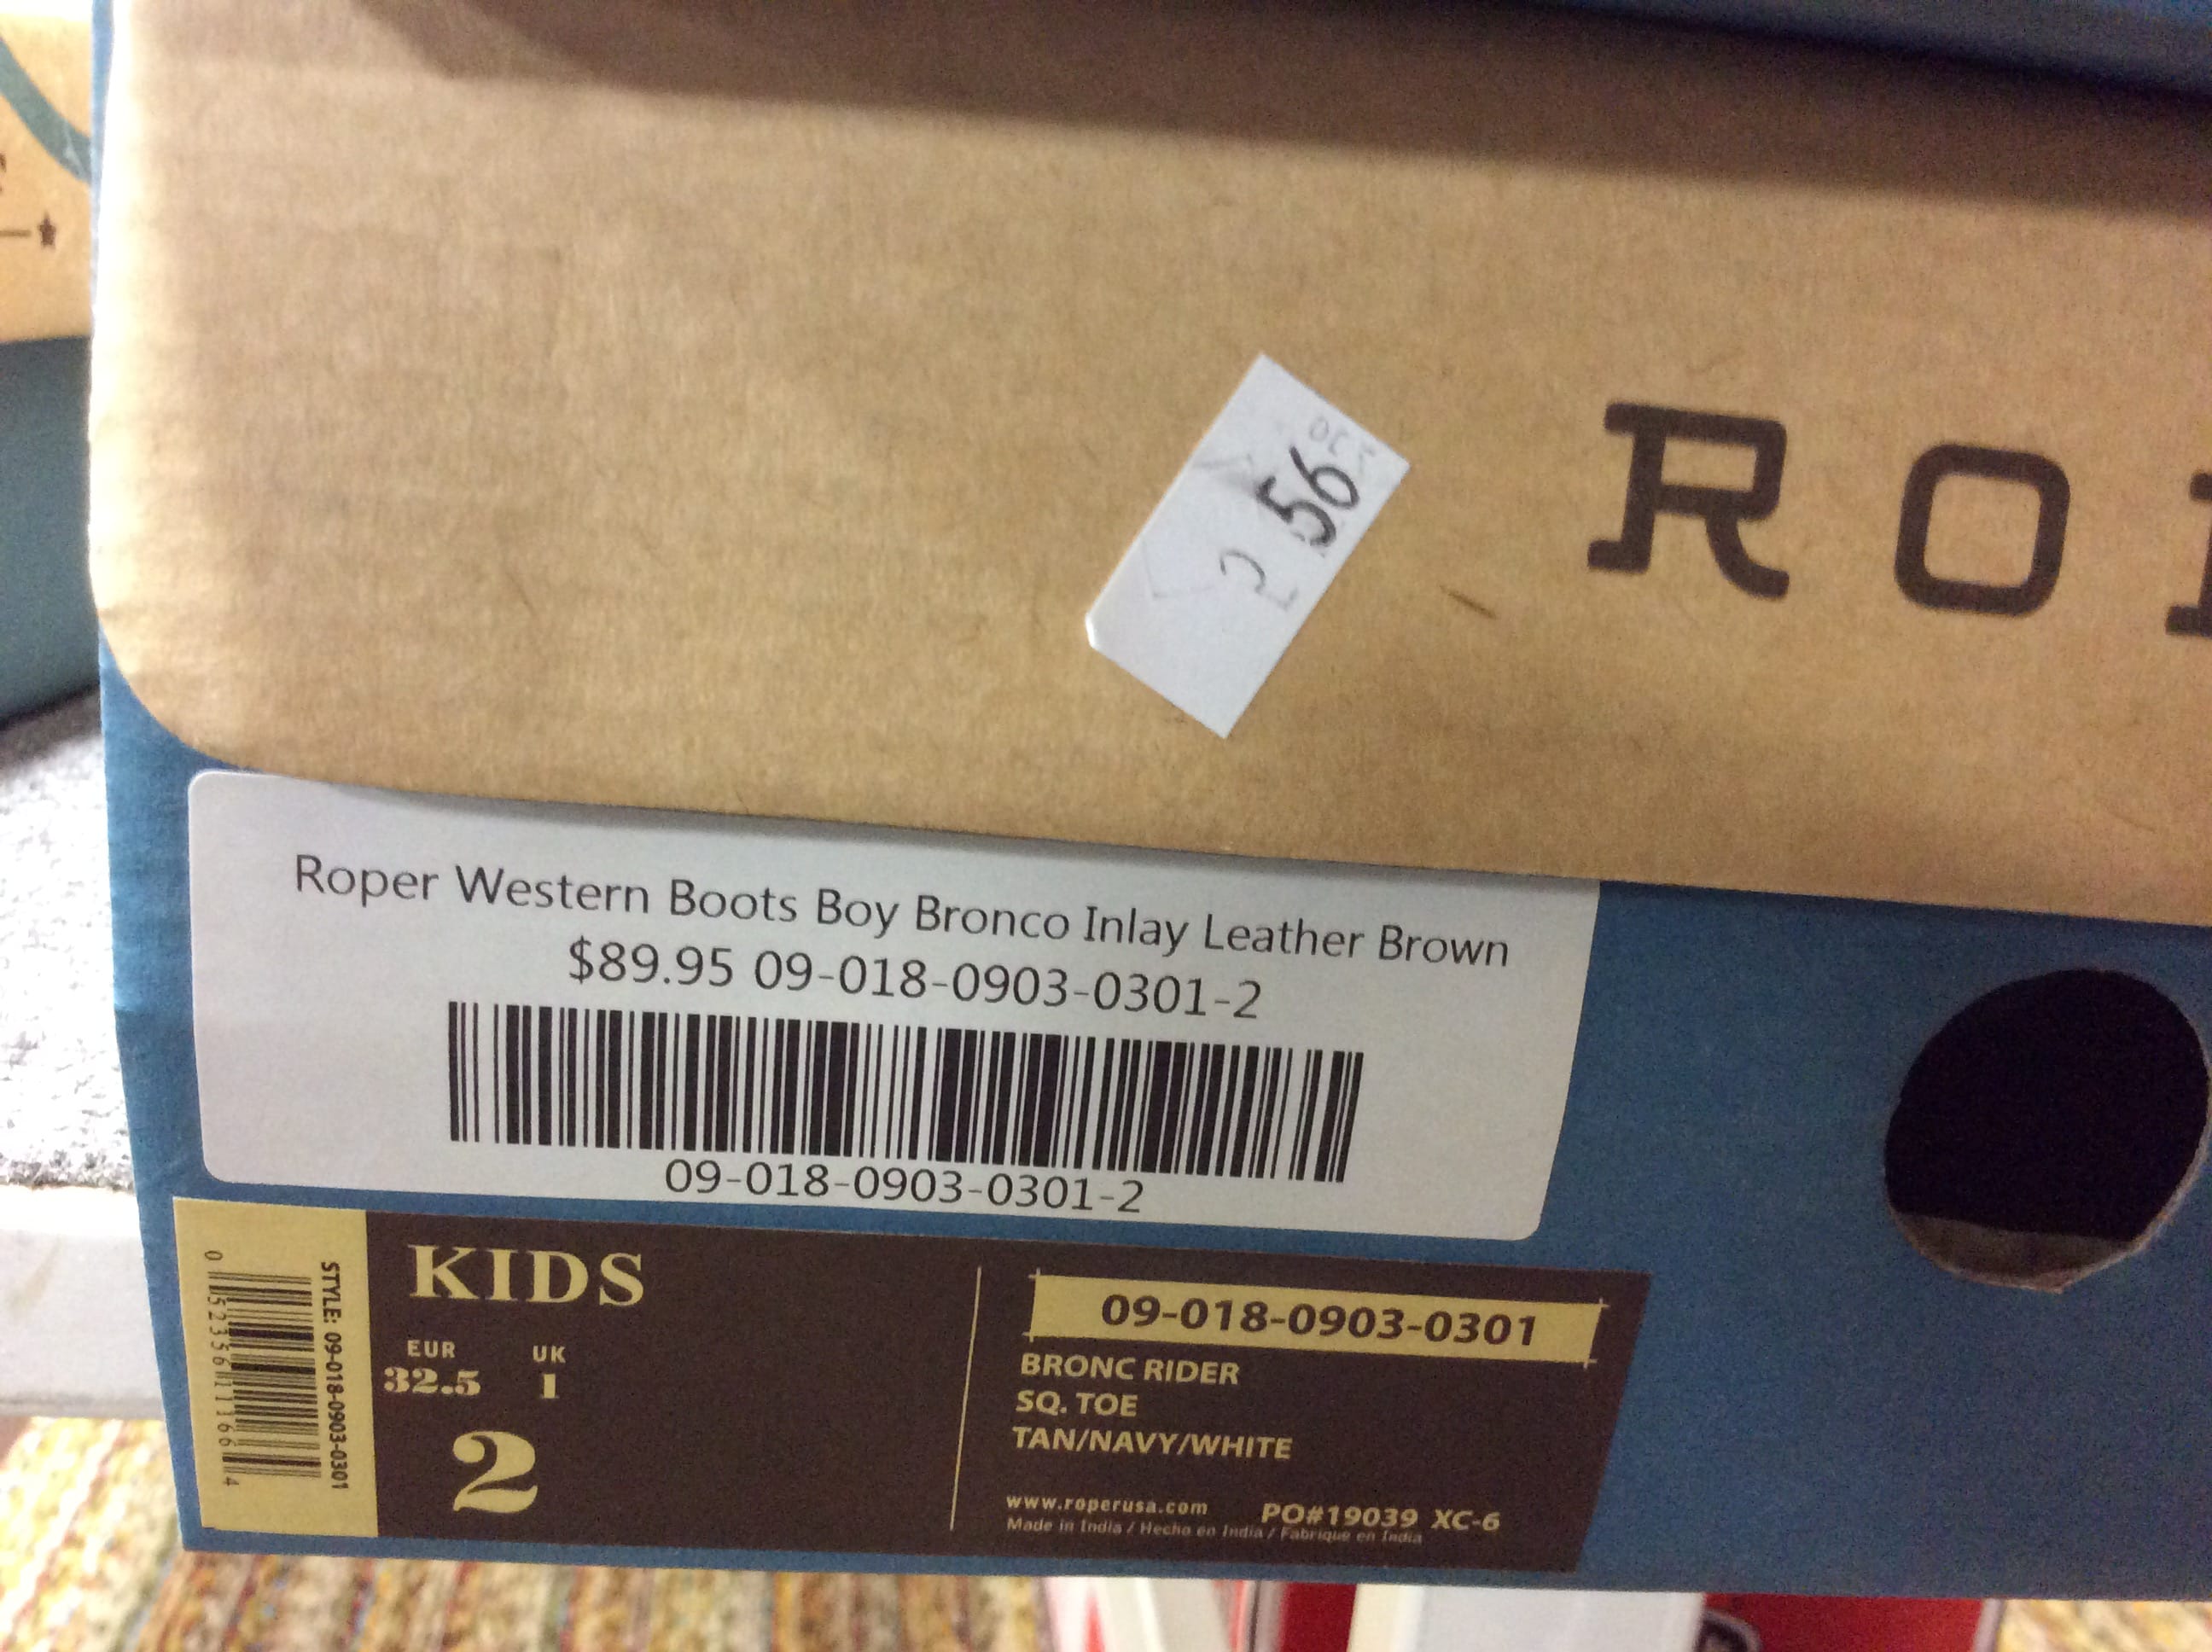 RO
56
Roper Western Boots Boy Bronco Inlay Leather Brown
$89.95 09-018-0903-0301-2
09-018-0903-0301-2
STYLE: 09-018-0903-0301
KIDS
EUR UK
32.5 1
2
09-018-0903-0301
BRONC RIDER
SQ. TOE
TAN/NAVY/WHITE
www.roperusa.com PO#19039 XC-6
Made in India / Hecho en India / Fabrique en India